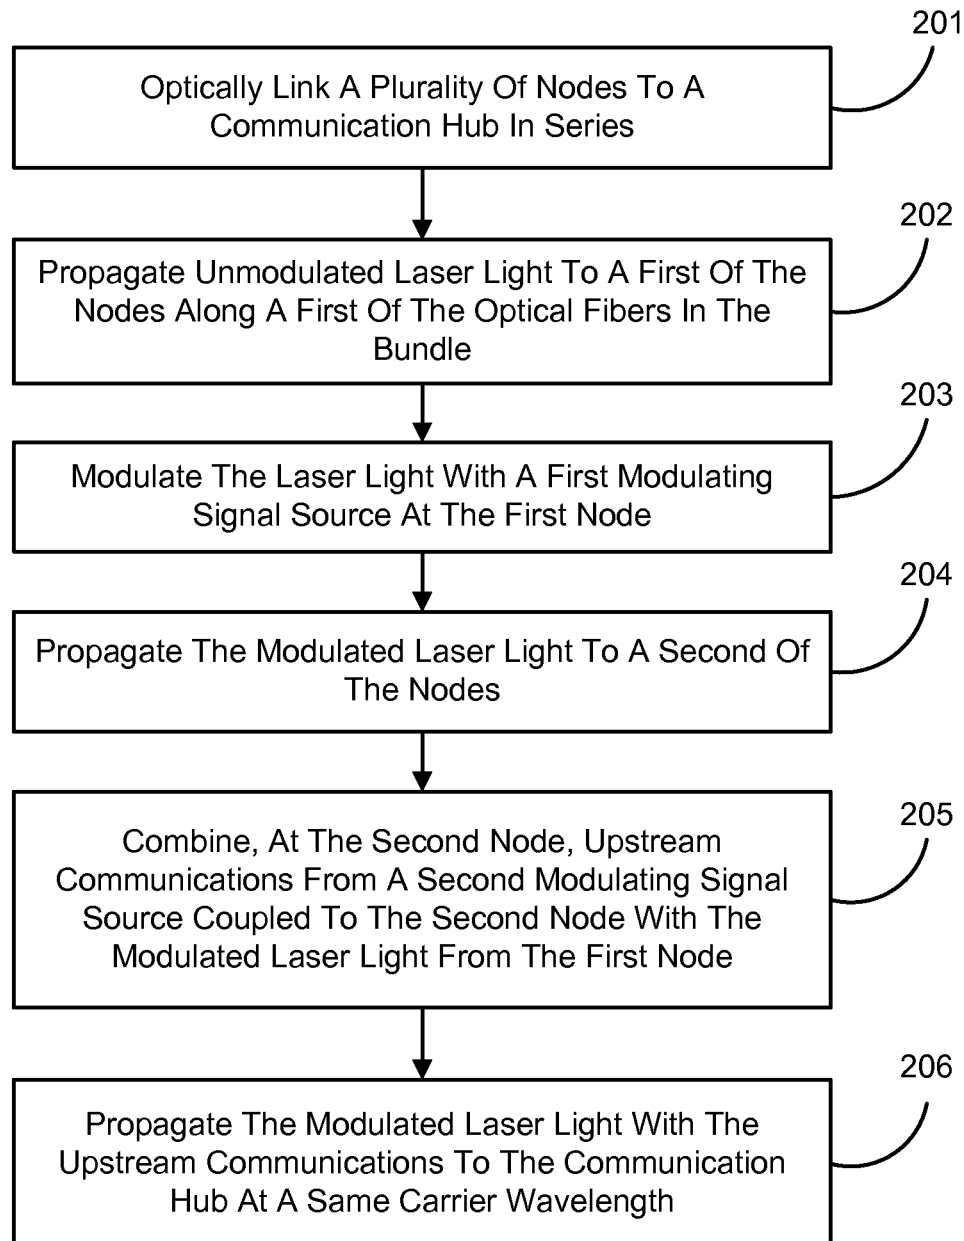 201
Optically Link A Plurality Of Nodes To A
Communication Hub In Series
202
Propagate Unmodulated Laser Light To A First Of The
Nodes Along A First Of The Optical Fibers In The
Bundle
203
Modulate The Laser Light With A First Modulating
Signal Source At The First Node
204
Propagate The Modulated Laser Light To A Second Of
The Nodes
205
Combine, At The Second Node, Upstream
Communications From A Second Modulating Signal
Source Coupled To The Second Node With The
Modulated Laser Light From The First Node
206
Propagate The Modulated Laser Light With The
Upstream Communications To The Communication
Hub At A Same Carrier Wavelength